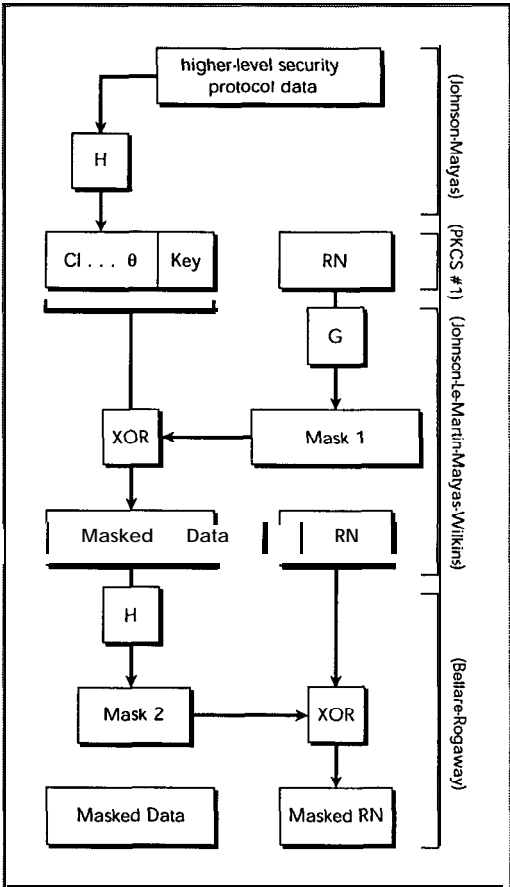 higher-level security
protocol data
H
CI . . . θ Key
RN
G
XOR
Mask 1
Masked Data
RN
H
Mask 2
XOR
Masked Data
Masked RN
(Johnson-Matyas)
(PKCS #1)
(Johnson-Le-Martin-Matyas-Wilkins)
(Bellare-Rogaway)